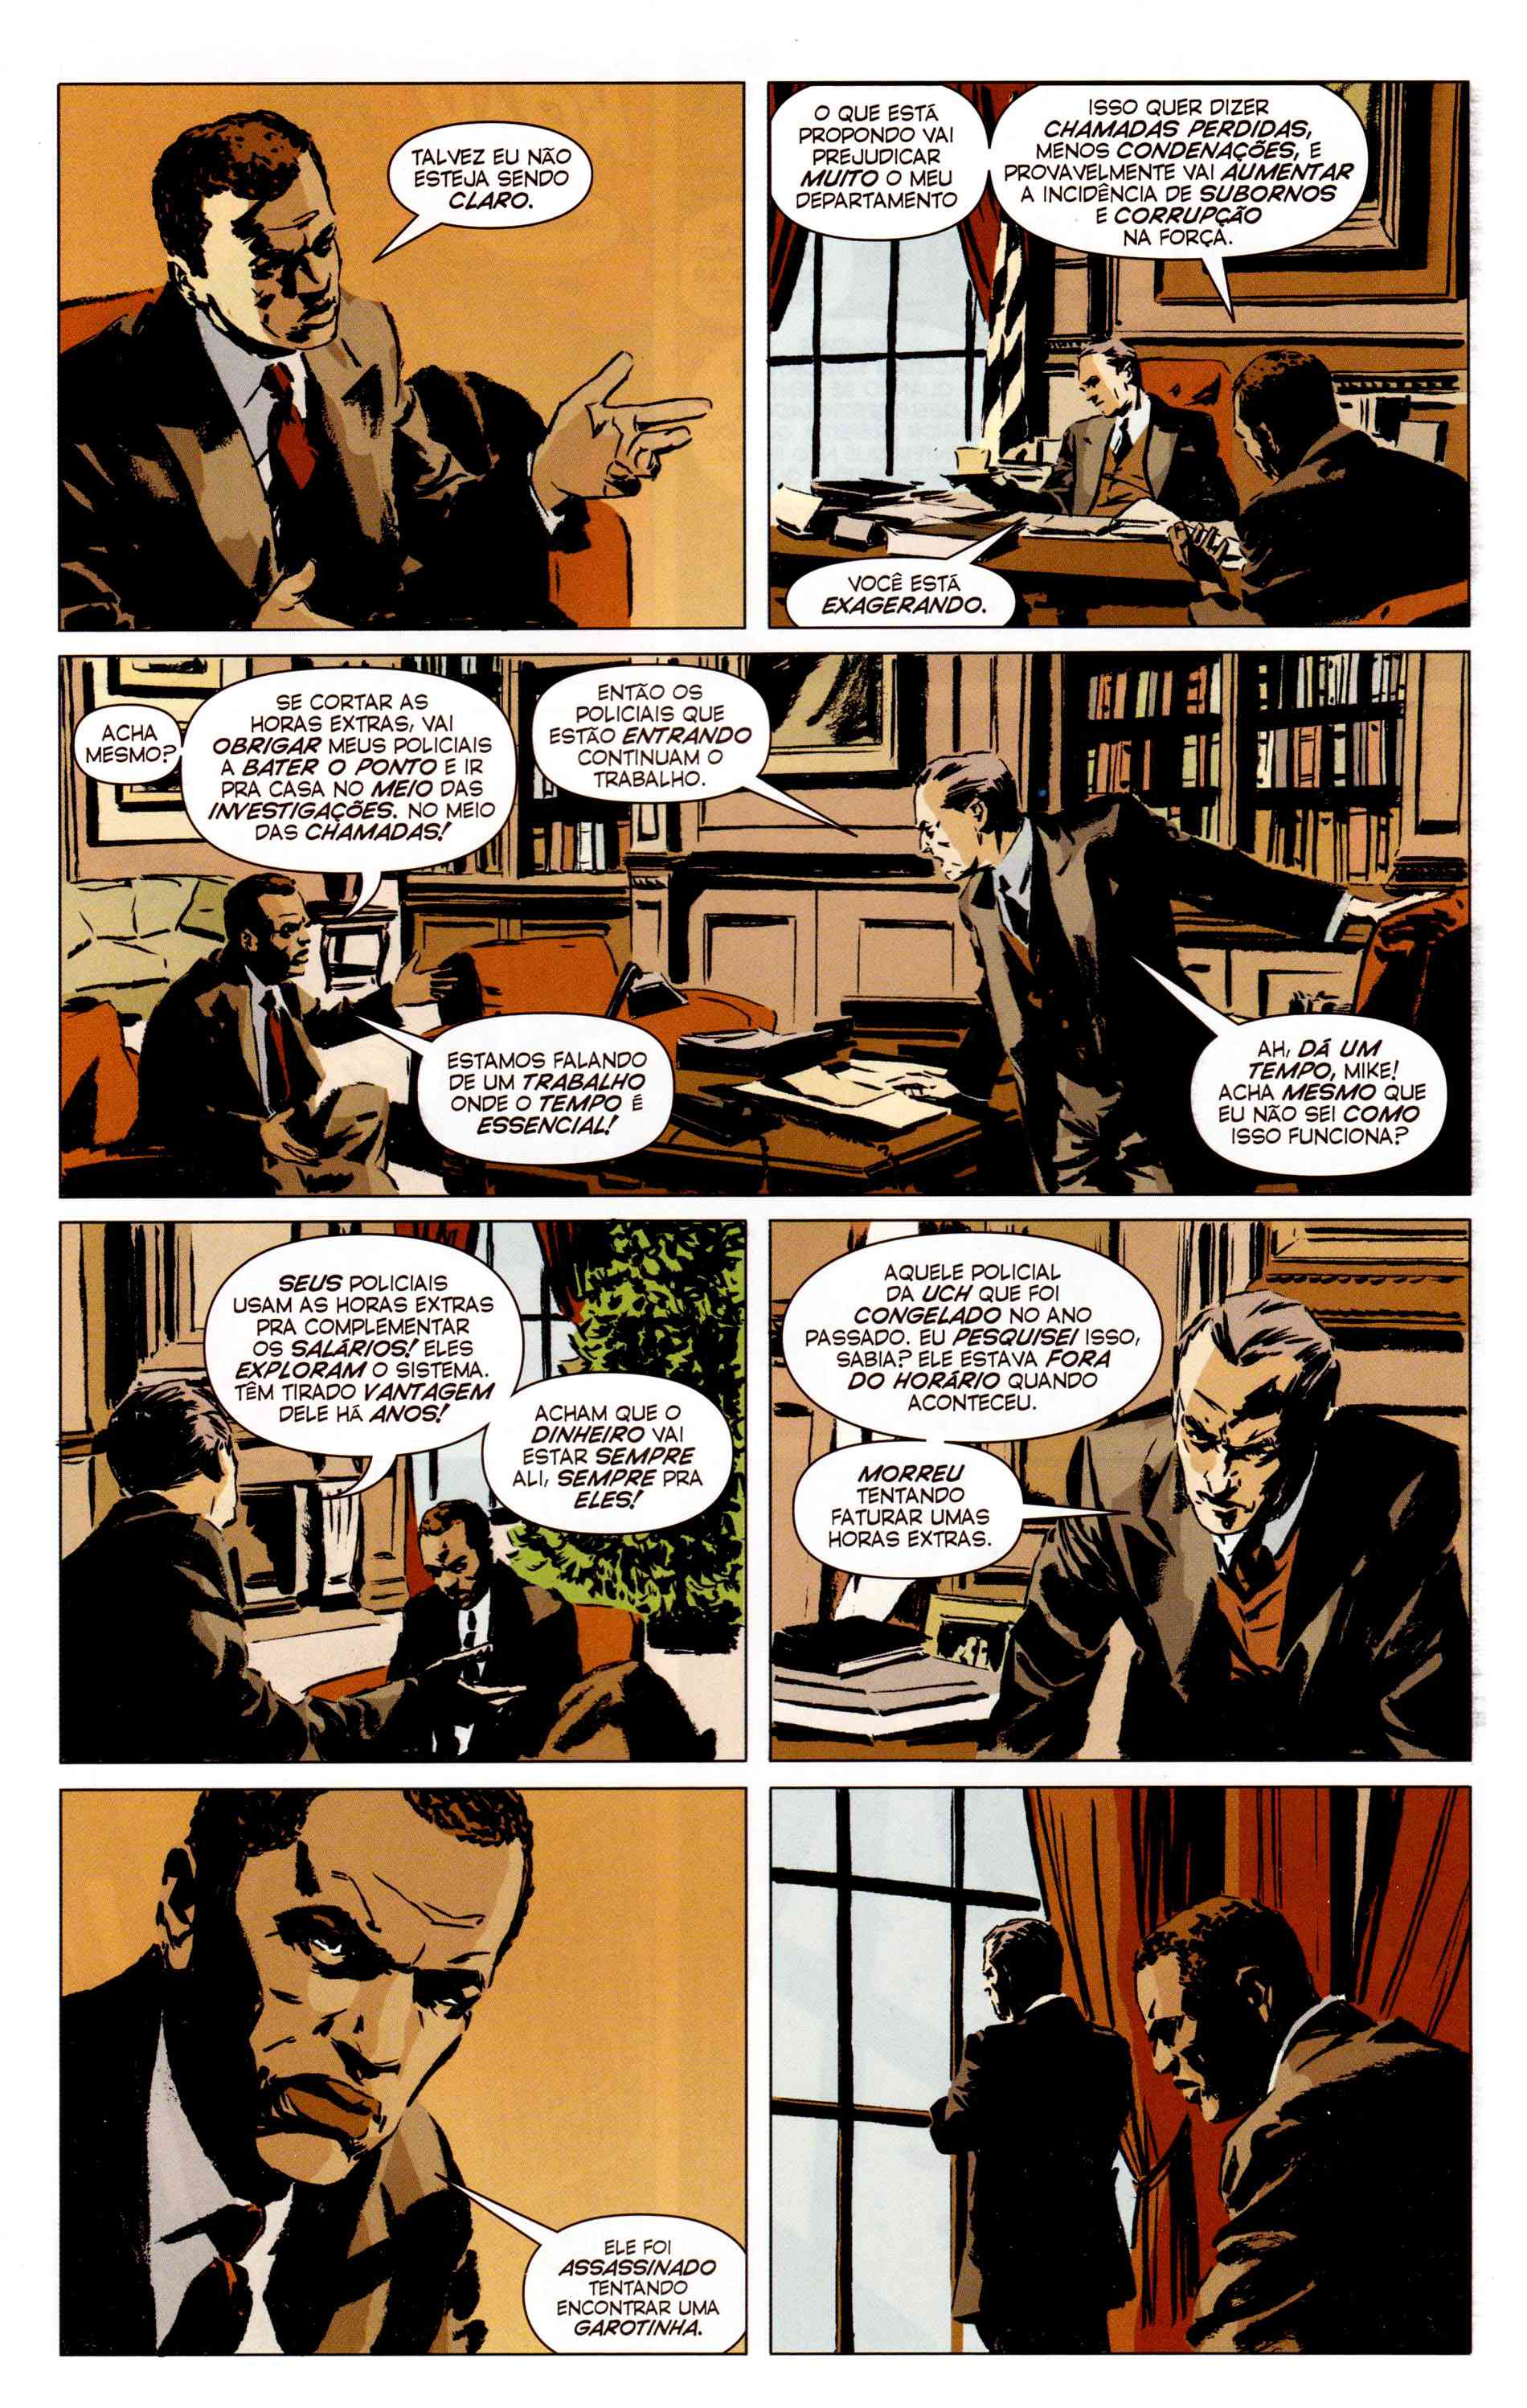 TALVEZ EU NÃO
ESTEJA SENDO
CLARO.
O QUE ESTÁ
PROPONDO VAI
PREJUDICAR
MUITO O MEU
DEPARTAMENTO
ISSO QUER DIZER
CHAMADAS PERDIDAS,
MENOS CONDENAÇÕES, E
PROVAVELMENTE VAI AUMENTAR
A INCIDÊNCIA DE SUBORNOS
E CORRUPÇÃO
NA FORÇA.
VOCÊ ESTÁ
EXAGERANDO.
ACHA
MESMO?
SE CORTAR AS
HORAS EXTRAS, VAI
OBRIGAR MEUS POLICIAIS
A BATER O PONTO E IR
PRA CASA NO MEIO DAS
INVESTIGAÇÕES. NO MEIO
DAS CHAMADAS!
ENTÃO OS
POLICIAIS QUE
ESTÃO ENTRANDO
CONTINUAM O
TRABALHO.
ESTAMOS FALANDO
DE UM TRABALHO
ONDE O TEMPO É
ESSENCIAL!
AH, DÁ UM
TEMPO, MIKE!
ACHA MESMO QUE
EU NÃO SEI COMO
ISSO FUNCIONA?
SEUS POLICIAIS
USAM AS HORAS EXTRAS
PRA COMPLEMENTAR
OS SALÁRIOS! ELES
EXPLORAM O SISTEMA.
TÊM TIRADO VANTAGEM
DELE HÁ ANOS!
ACHAM QUE O
DINHEIRO VAI
ESTAR SEMPRE
ALI, SEMPRE PRA
ELES!
AQUELE POLICIAL
DA UCH QUE FOI
CONGELADO NO ANO
PASSADO. EU PESQUISEI ISSO,
SABIA? ELE ESTAVA FORA
DO HORÁRIO QUANDO
ACONTECEU.
MORREU
TENTANDO
FATURAR UMAS
HORAS EXTRAS.
ELE FOI
ASSASSINADO
TENTANDO
ENCONTRAR UMA
GAROTINHA.